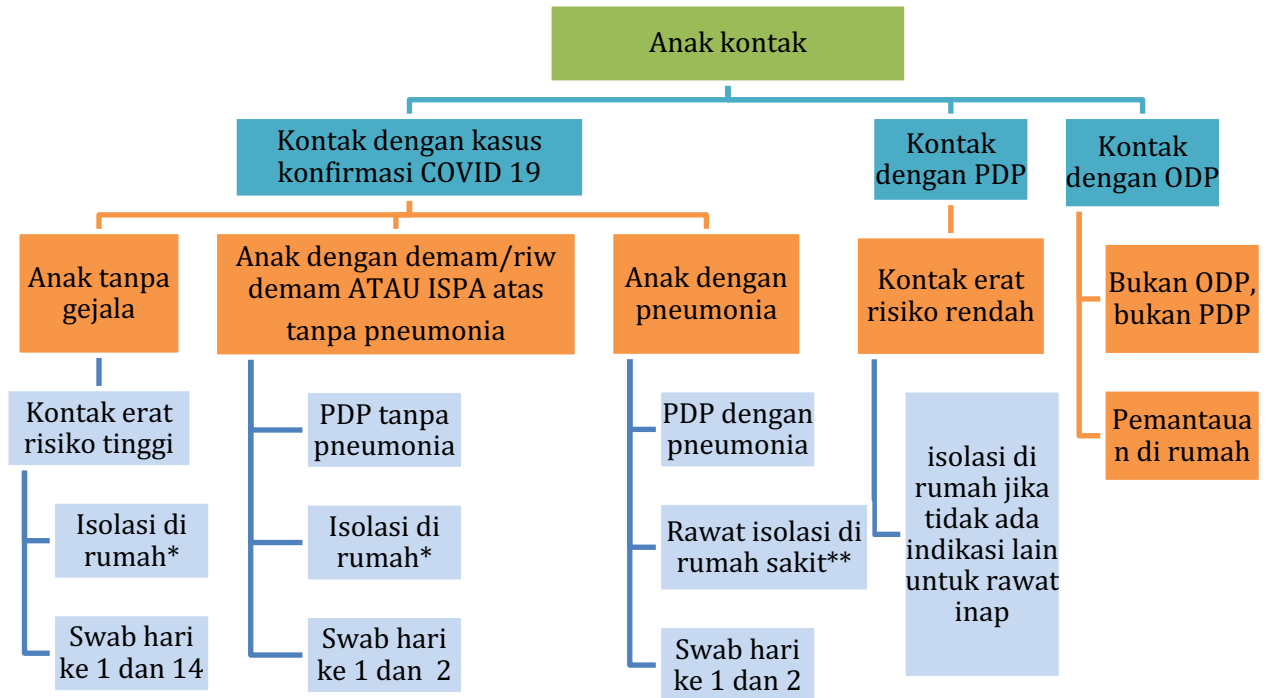 Anak kontak
Kontak dengan kasus
konfirmasi COVID 19
Kontak
dengan PDP
Kontak
dengan ODP
Anak tanpa
gejala
Anak dengan demam/riw
demam ATAU ISPA atas
tanpa pneumonia
Anak dengan
pneumonia
Kontak erat
risiko rendah
Bukan ODP,
bukan PDP
Kontak erat
risiko tinggi
PDP tanpa
pneumonia
PDP dengan
pneumonia
isolasi di
rumah jika
tidak ada
indikasi lain
untuk rawat
inap
Pemantaua
n di rumah
Isolasi di
rumah*
Isolasi di
rumah*
Rawat isolasi di
rumah sakit**
Swab hari
ke 1 dan 14
Swab hari
ke 1 dan  2
Swab hari
ke 1 dan 2